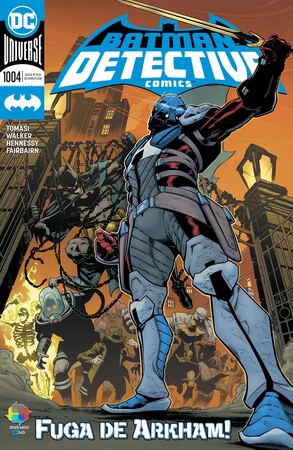 DC
UNIVERSE
1004
BATMAN
DETECTIVE
COMICS
TOMASI
WALKER
HENNESSY
FAIRBAIRN
FUGA DE ARKHAM!
darkseid
club